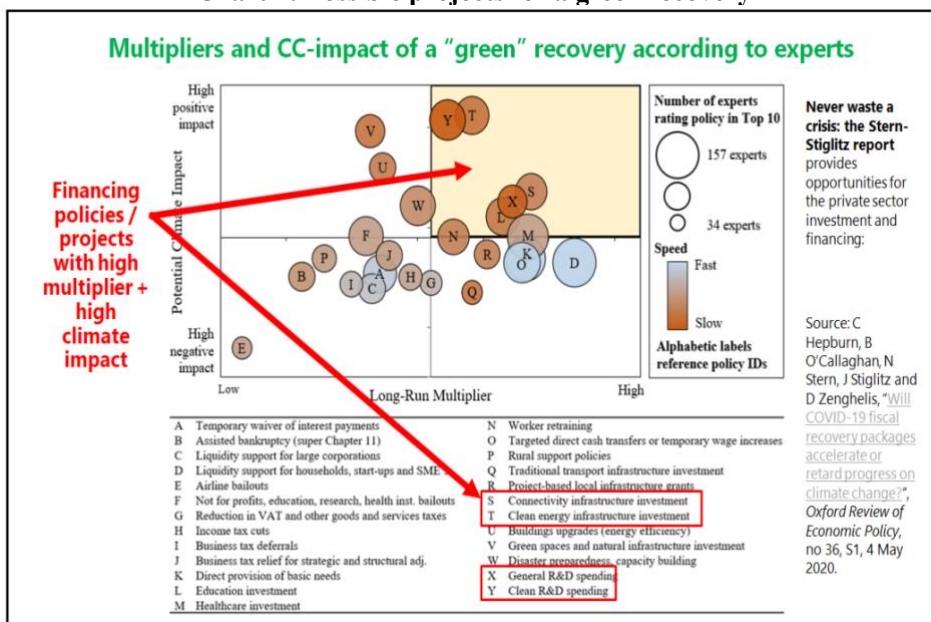 Multipliers and CC-impact of a “green” recovery according to experts
High
positive
impact
Potential Climate Impact
High
negative
impact
Low
Long-Run Multiplier
High
Financing
policies /
projects
with high
multiplier +
high
climate
impact
V
U
W
Y
T
S
X
L
N
M
R
K
O
D
Q
F
J
P
B
I
A
C
H
G
E
Number of experts
rating policy in Top 10
157 experts
34 experts
Speed
Fast
Slow
Alphabetic labels
reference policy IDs
Never waste a
crisis: the Stern-
Stiglitz report
provides
opportunities for
the private sector
investment and
financing:
Source: C
Hepburn, B
O'Callaghan, N
Stern, J Stiglitz and
D Zenghelis, "Will
COVID-19 fiscal
recovery packages
accelerate or
retard progress on
climate change?",
Oxford Review of
Economic Policy,
no 36, S1, 4 May
2020.
A Temporary waiver of interest payments
B Assisted bankruptcy (super Chapter 11)
C Liquidity support for large corporations
D Liquidity support for households, start-ups and SME
E Airline bailouts
F Not for profits, education, research, health inst. bailouts
G Reduction in VAT and other goods and services taxes
H Income tax cuts
I Business tax deferrals
J Business tax relief for strategic and structural adj.
K Direct provision of basic needs
L Education investment
M Healthcare investment
N Worker retraining
O Targeted direct cash transfers or temporary wage increases
P Rural support policies
Q Traditional transport infrastructure investment
R Project-based local infrastructure grants
S Connectivity infrastructure investment
T Clean energy infrastructure investment
U Buildings upgrades (energy efficiency)
V Green spaces and natural infrastructure investment
W Disaster preparedness, capacity building
X General R&D spending
Y Clean R&D spending